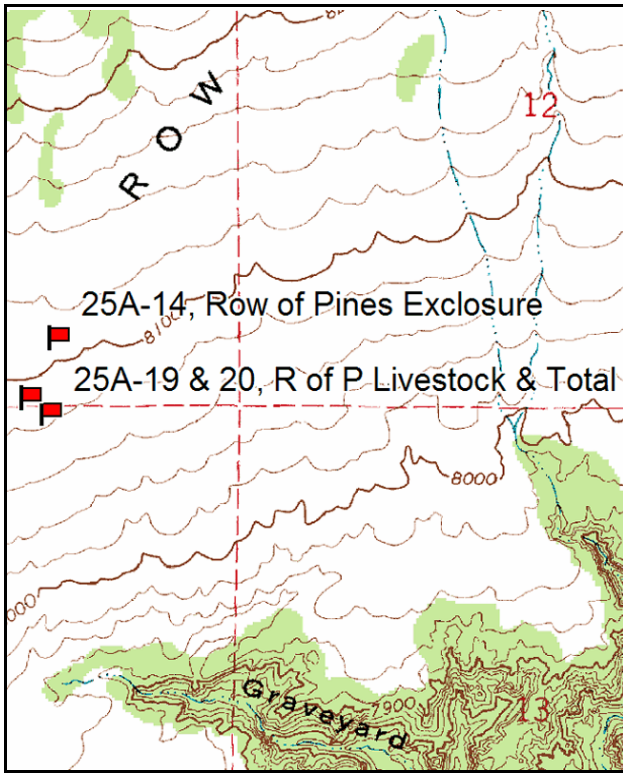 ROW
12
25A-14, Row of Pines Exclosure
8100
25A-19 & 20, R of P Livestock & Total
8000
000
7900
Graveyard
13